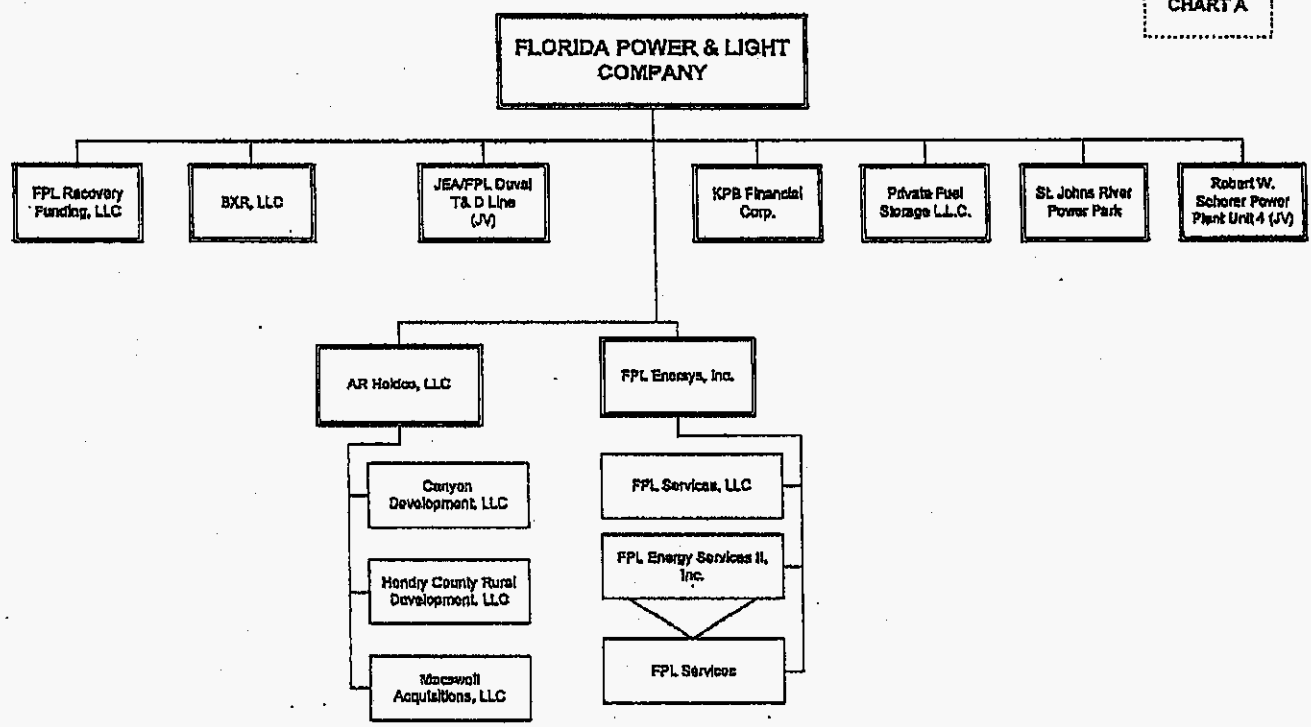 CHART A
FLORIDA POWER & LIGHT
COMPANY
FPL Recovery
Funding, LLC
BXR, LLC
JEA/FPL Duval
T& D Line
(JV)
KPB Financial
Corp.
Private Fuel
Storage L.L.C.
St. Johns River
Power Park
Robert W.
Scherer Power
Plant Unit 4 (JV)
AR Holdco, LLC
FPL Enersys, Inc.
Canyon
Development, LLC
FPL Services, LLC
FPL Energy Services II,
Inc.
Hendry County Rural
Development, LLC
FPL Services
Acquisitions, LLC